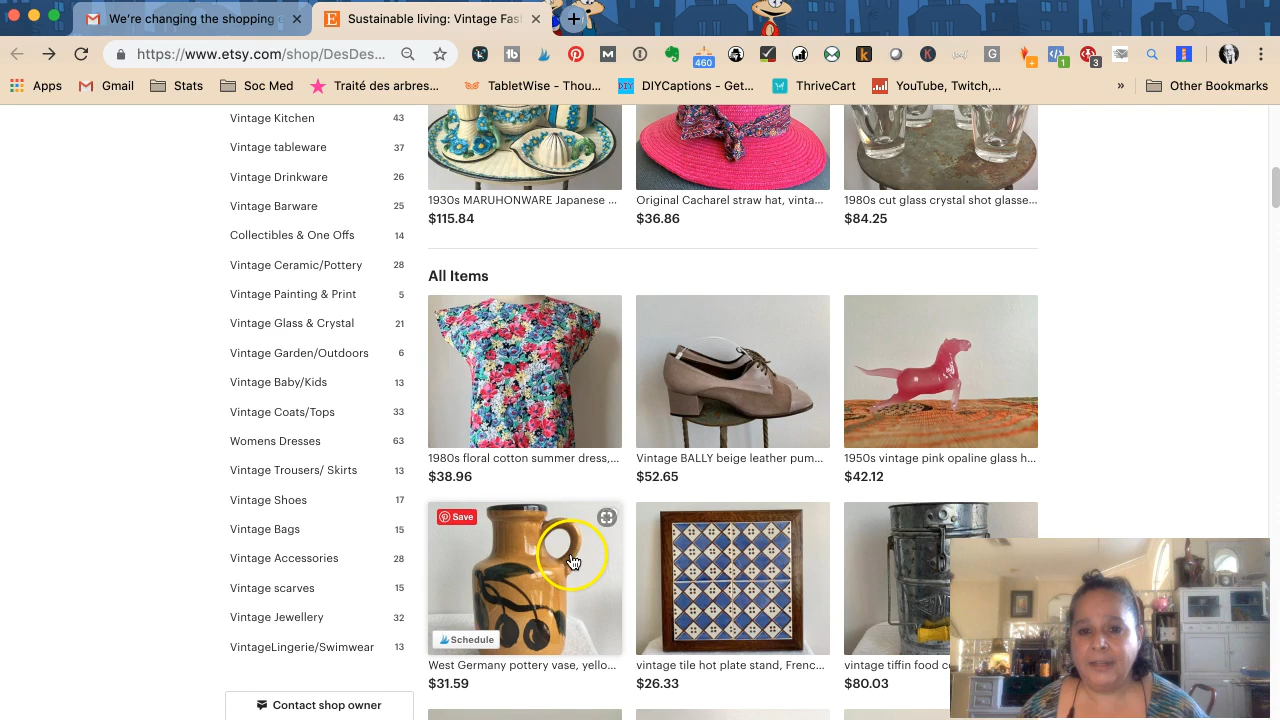 We're changing the shopping e
Sustainable living: Vintage Fas
https://www.etsy.com/shop/DesDes...
460
1
3
Apps
Gmail
Stats
Soc Med
Traité des arbres...
TabletWise - Thou...
DIYCaptions - Get...
ThriveCart
YouTube, Twitch,...
»
Other Bookmarks
Vintage Kitchen 43
Vintage tableware 37
Vintage Drinkware 26
Vintage Barware 25
Collectibles & One Offs 14
Vintage Ceramic/Pottery 28
Vintage Painting & Print 5
Vintage Glass & Crystal 21
Vintage Garden/Outdoors 6
Vintage Baby/Kids 13
Vintage Coats/Tops 33
Womens Dresses 63
Vintage Trousers/ Skirts 13
Vintage Shoes 17
Vintage Bags 15
Vintage Accessories 28
Vintage scarves 15
Vintage Jewellery 32
VintageLingerie/Swimwear 13
Contact shop owner
1930s MARUHONWARE Japanese ...
$115.84
Original Cacharel straw hat, vinta...
$36.86
1980s cut glass crystal shot glasse...
$84.25
All Items
1980s floral cotton summer dress,...
$38.96
Vintage BALLY beige leather pum...
$52.65
1950s vintage pink opaline glass h...
$42.12
Save
Schedule
West Germany pottery vase, yello...
$31.59
vintage tile hot plate stand, Frenc...
$26.33
vintage tiffin food c
$80.03